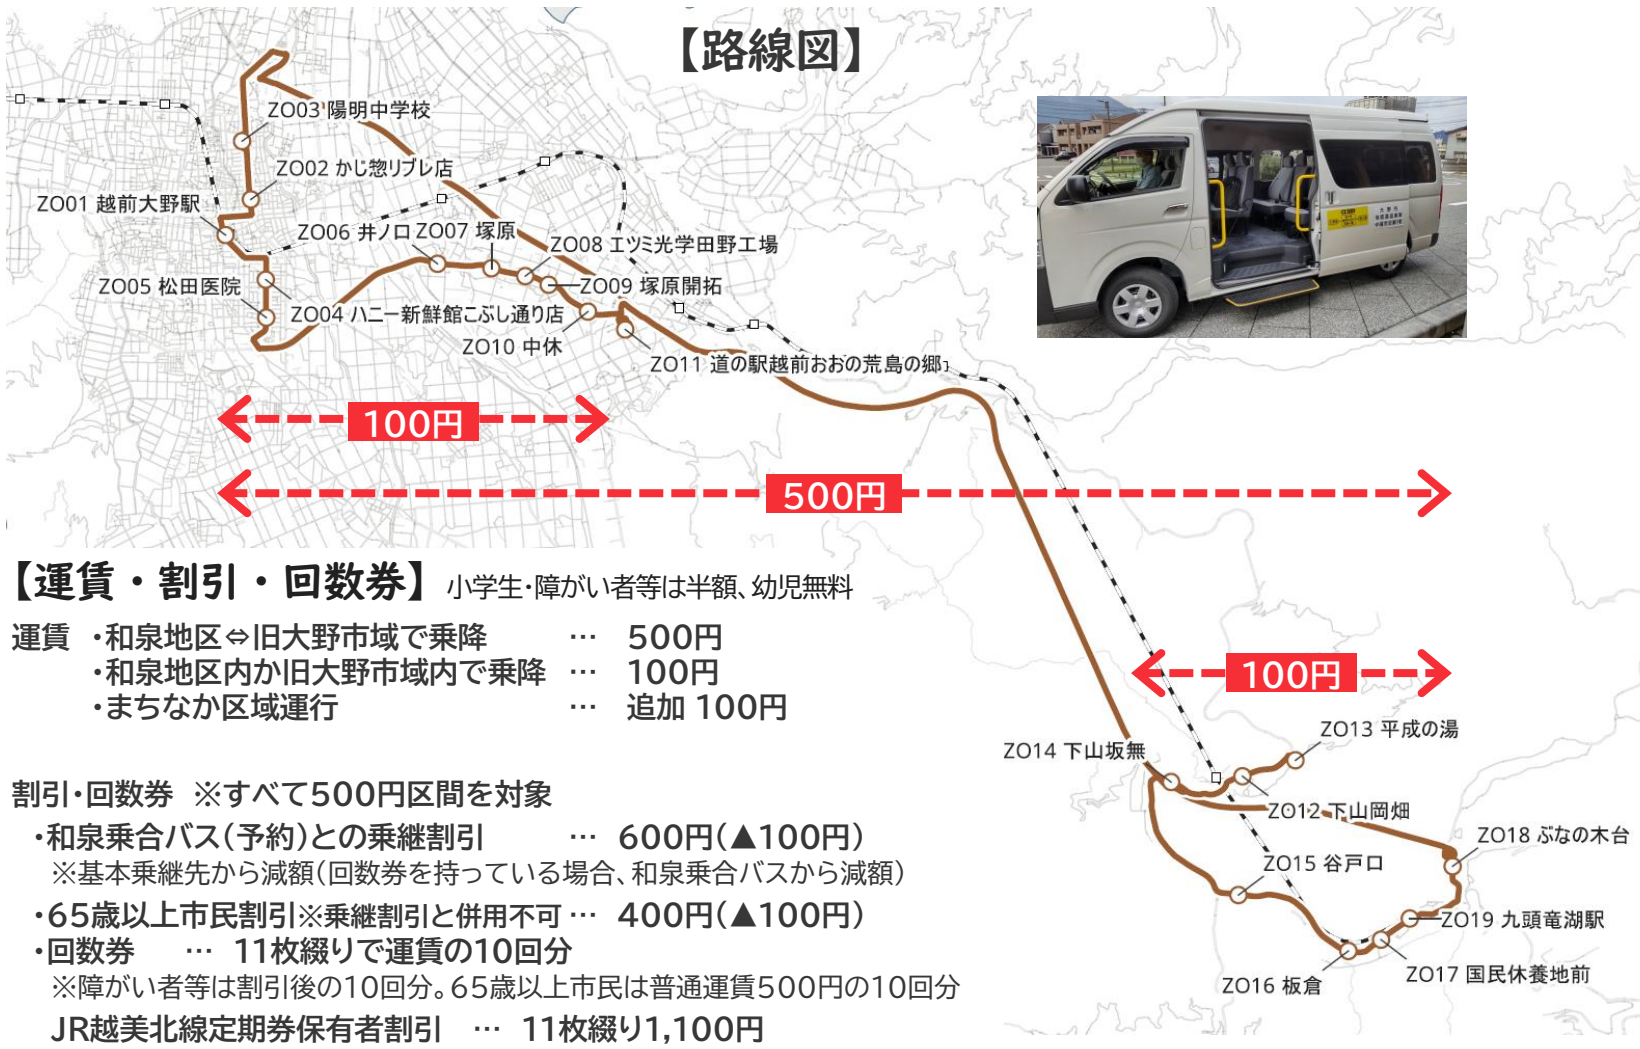 【路線図】
ZO03 陽明中学校
ZO02 かじ惣リブレ店
ZO01 越前大野駅
ZO06 井ノ口
ZO07 塚原
ZO08 エツミ光学田野工場
ZO05 松田医院
ZO09 塚原開拓
ZO04 ハニー新鮮館こぶし通り店
ZO10 中休
ZO11 道の駅越前おおの荒島の郷
100円
500円
【運賃・割引・回数券】 小学生・障がい者等は半額、幼児無料
運賃 ・和泉地区⇔旧大野市域で乗降 … 500円
・和泉地区内か旧大野市域内で乗降 … 100円
・まちなか区域運行 … 追加 100円
100円
ZO13 平成の湯
ZO14 下山坂無
ZO12 下山岡畑
ZO18 ぶなの木台
ZO15 谷戸口
ZO19 九頭竜湖駅
ZO17 国民休養地前
ZO16 板倉
割引・回数券 ※すべて500円区間を対象
・和泉乗合バス(予約)との乗継割引 … 600円(▲100円)
※基本乗継先から減額(回数券を持っている場合、和泉乗合バスから減額)
・65歳以上市民割引※乗継割引と併用不可 … 400円(▲100円)
・回数券 … 11枚綴りで運賃の10回分
※障がい者等は割引後の10回分。65歳以上市民は普通運賃500円の10回分
JR越美北線定期券保有者割引 … 11枚綴り1,100円